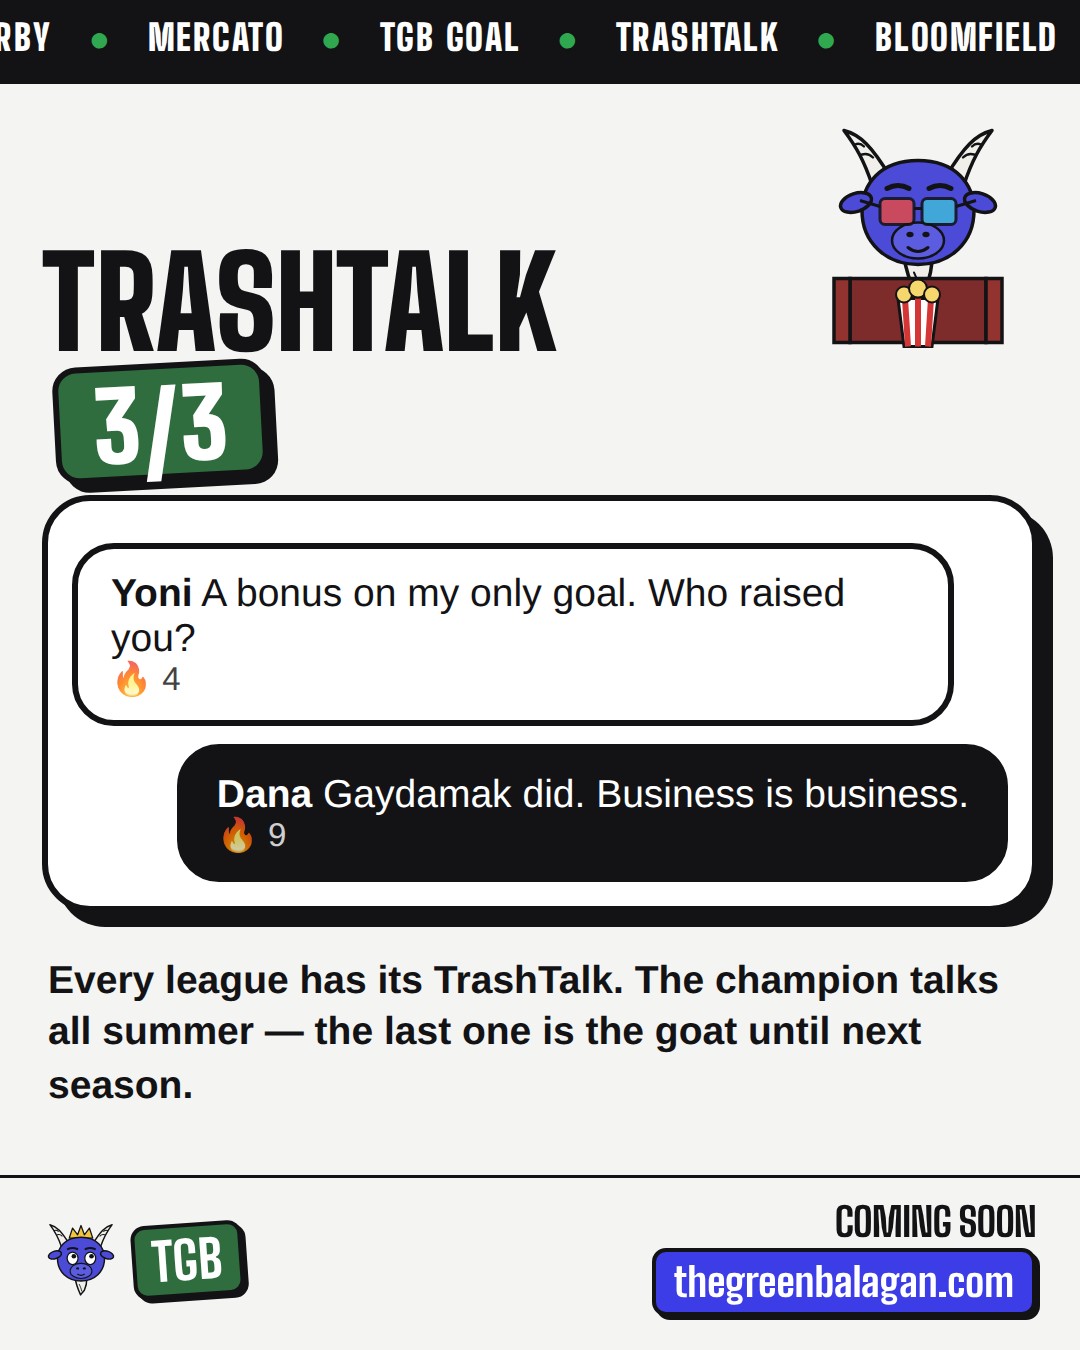 RBY • MERCATO • TGB GOAL • TRASHTALK • BLOOMFIELD
TRASHTALK
3/3
Yoni A bonus on my only goal. Who raised
you?
🔥 4
Dana Gaydamak did. Business is business.
🔥 9
Every league has its TrashTalk. The champion talks
all summer — the last one is the goat until next
season.
TGB
COMING SOON
thegreenbalagan.com